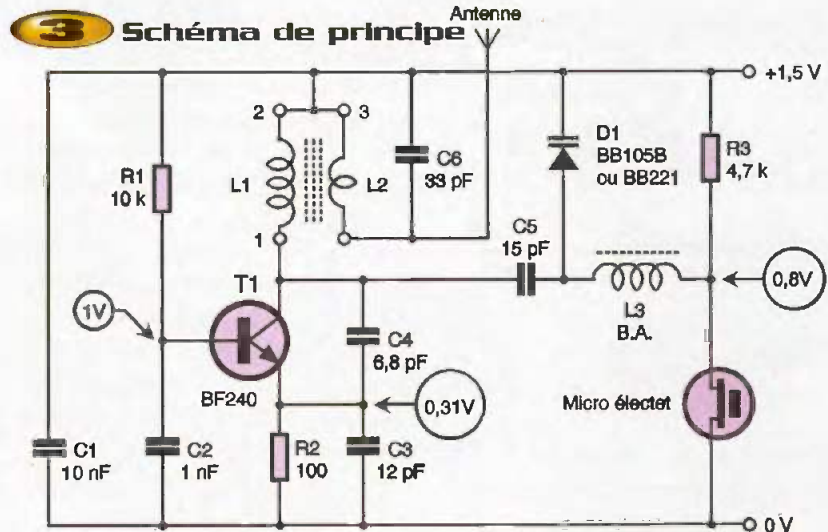 3 Schéma de principe
Antenne
+1,5 V
2
3
D1
BB105B
ou BB221
R3
4,7 k
R1
10 k
L1
L2
C6
33 pF
1
C5
15 pF
T1
1V
0,8V
L3
B.A.
C4
6,8 pF
BF240
0,31V
Micro électet
C1
10 nF
C2
1 nF
R2
100
C3
12 pF
0 V